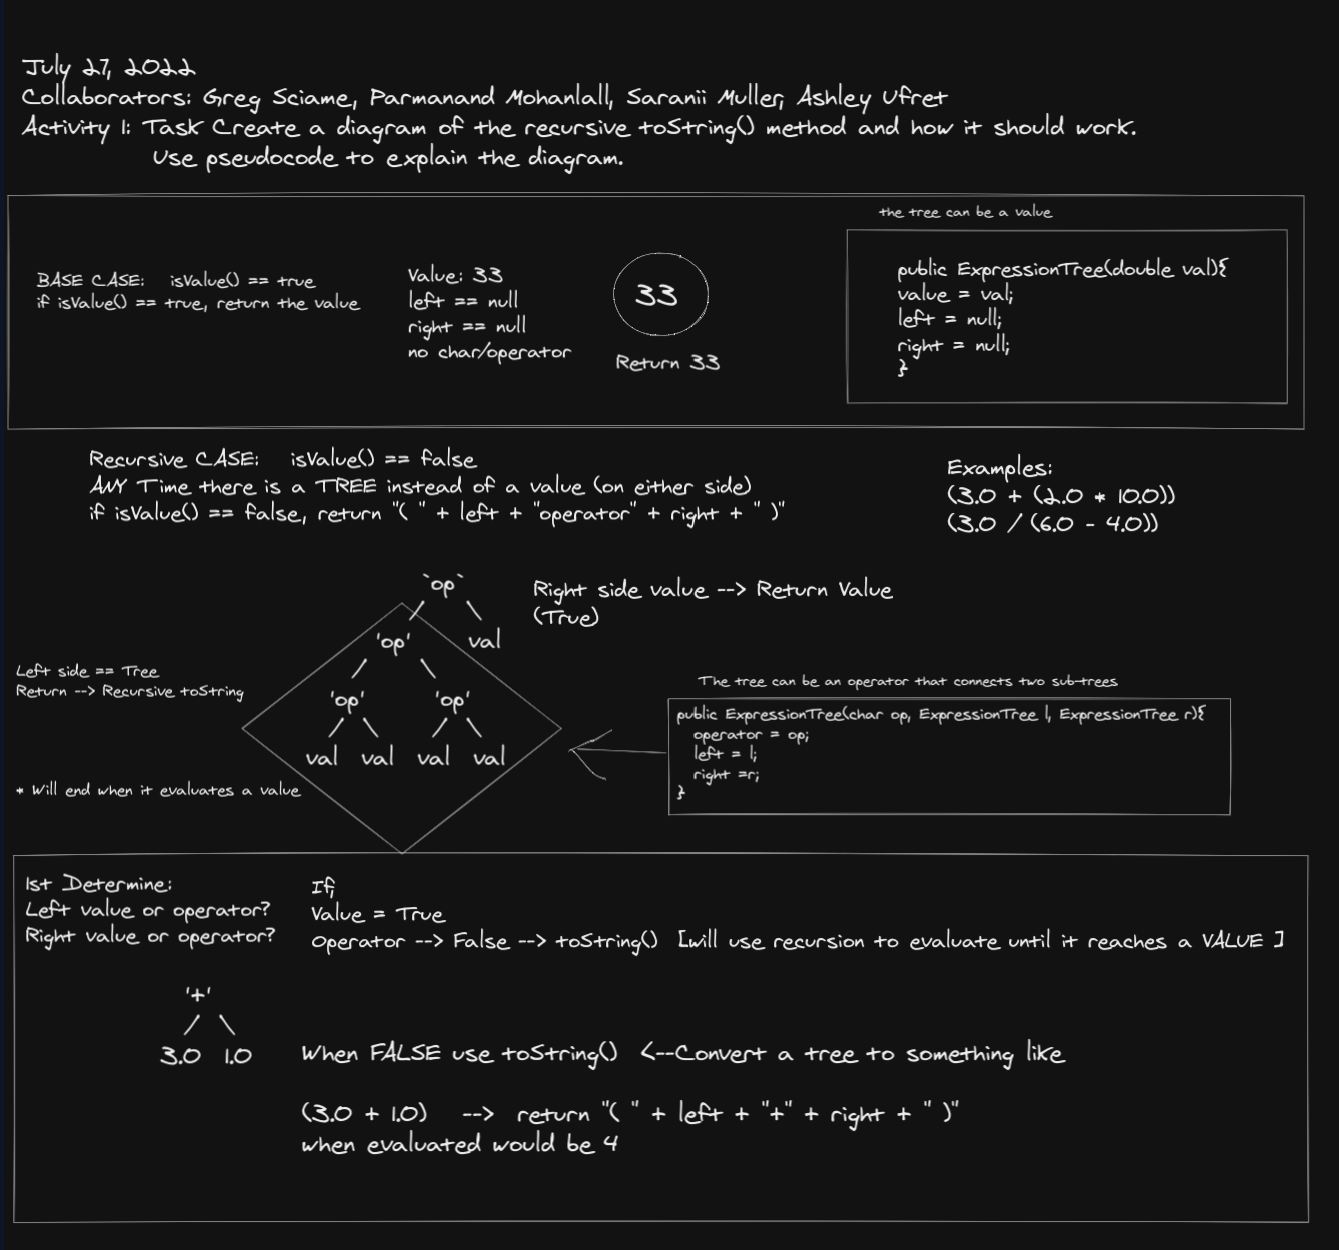 July 27, 2022
Collaborators: Greg Sciame, Parmanand Mohanlall, Saranii Muller, Ashley Ufret
Activity 1: Task Create a diagram of the recursive toString() method and how it should work.
Use pseudocode to explain the diagram.
the tree can be a value
BASE CASE: isValue() == true
if isValue() == true, return the value
Value: 33
left == null
right == null
no char/operator
33
Return 33
public ExpressionTree(double val){
value = val;
left = null;
right = null;
}
Recursive CASE: isValue() == false
ANY Time there is a TREE instead of a value (on either side)
if isValue() == false, return "( " + left + "operator" + right + " )"
Examples:
(3.0 + (2.0 * 10.0))
(3.0 / (6.0 - 4.0))
`op`
'op' val
'op' 'op'
val val val val
Right side value --> Return Value
(True)
Left side == Tree
Return --> Recursive toString
* Will end when it evaluates a value
The tree can be an operator that connects two sub-trees
public ExpressionTree(char op, ExpressionTree l, ExpressionTree r){
operator = op;
left = l;
right =r;
}
1st Determine:
Left value or operator?
Right value or operator?
If,
Value = True
Operator --> False --> toString() [will use recursion to evaluate until it reaches a VALUE ]
'+'
/ \
3.0 1.0
When FALSE use toString() <--Convert a tree to something like
(3.0 + 1.0) --> return "( " + left + "+" + right + " )"
when evaluated would be 4